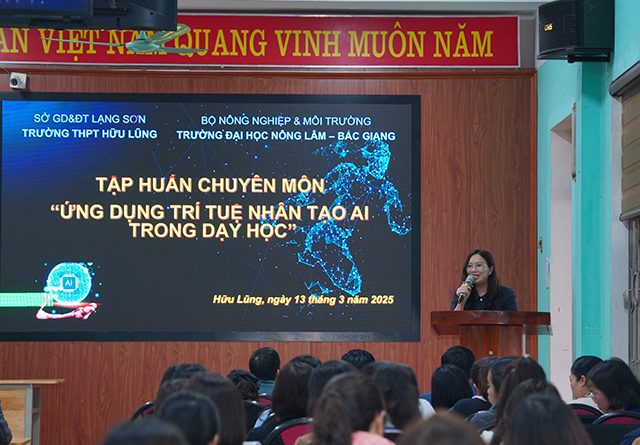 AN VIỆT NAM QUANG VINH MUÔN NĂM
SỞ GD&ĐT LẠNG SƠN
TRƯỜNG THPT HỮU LŨNG
BỘ NÔNG NGHIỆP & MÔI TRƯỜNG
TRƯỜNG ĐẠI HỌC NÔNG LÂM – BẮC GIANG
TẬP HUẤN CHUYÊN MÔN
“ỨNG DỤNG TRÍ TUỆ NHÂN TẠO AI
TRONG DẠY HỌC”
Ai
Hữu Lũng, ngày 13 tháng 3 năm 2025